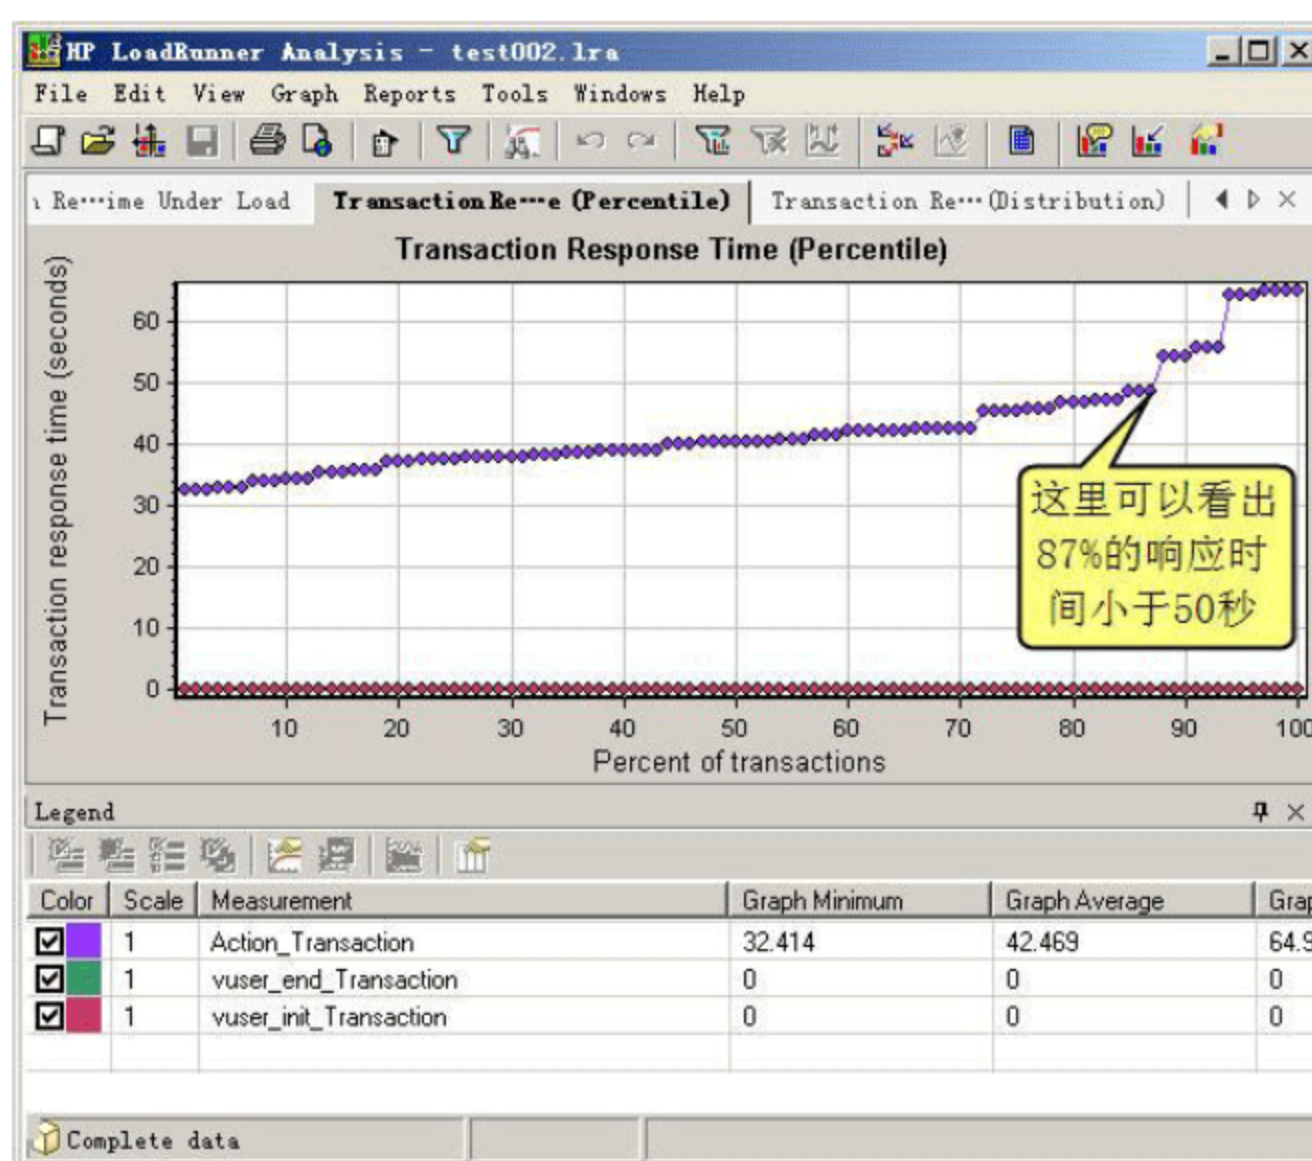 HP LoadRunner Analysis - test002.lra
File Edit View Graph Reports Tools Windows Help
Re…ime Under Load Transaction Re…e (Percentile) Transaction Re…(Distribution)
Transaction Response Time (Percentile)
Transaction response time (seconds)
60
50
40
30
20
10
0
这里可以看出
87%的响应时
间小于50秒
10 20 30 40 50 60 70 80 90 100
Percent of transactions
Legend
Color Scale Measurement Graph Minimum Graph Average
1 Action_Transaction 32.414 42.469 64.9
1 vuser_end_Transaction 0 0 0
1 vuser_init_Transaction 0 0 0
Complete data